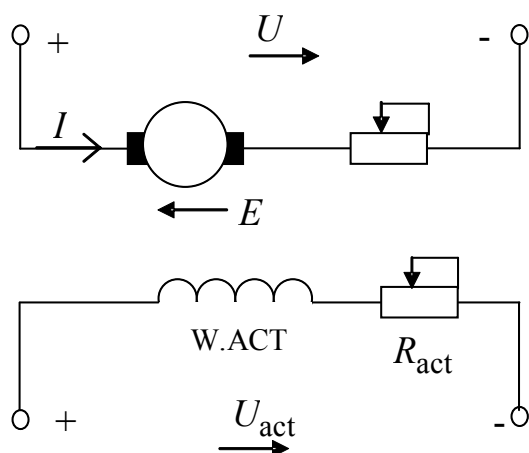 + U -
I
E
W.ACT
R_act
+ -
U_act